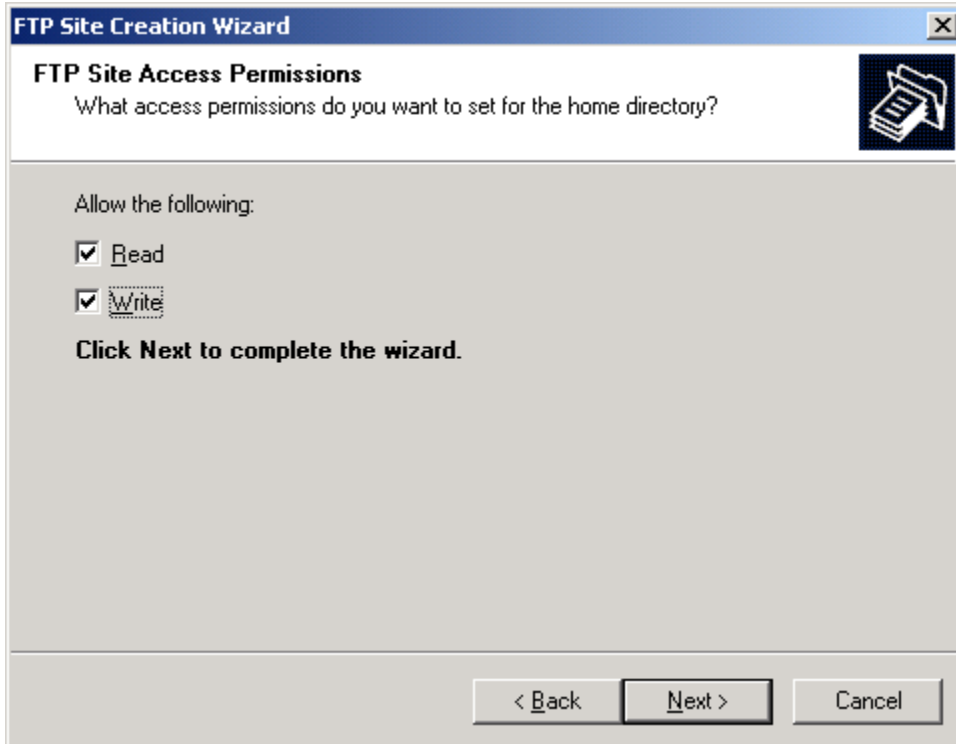 FTP Site Creation Wizard
FTP Site Access Permissions
What access permissions do you want to set for the home directory?
Allow the following:
Read
Write
Click Next to complete the wizard.
< Back Next > Cancel